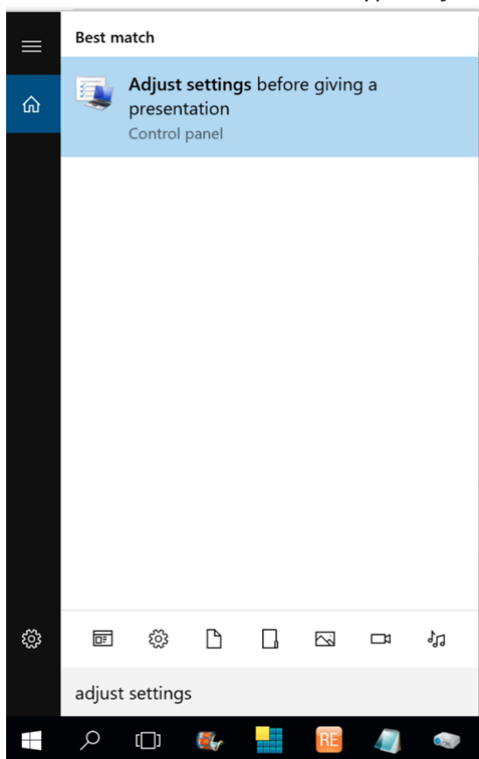 Best match
Adjust settings before giving a
presentation
Control panel
adjust settings
RE